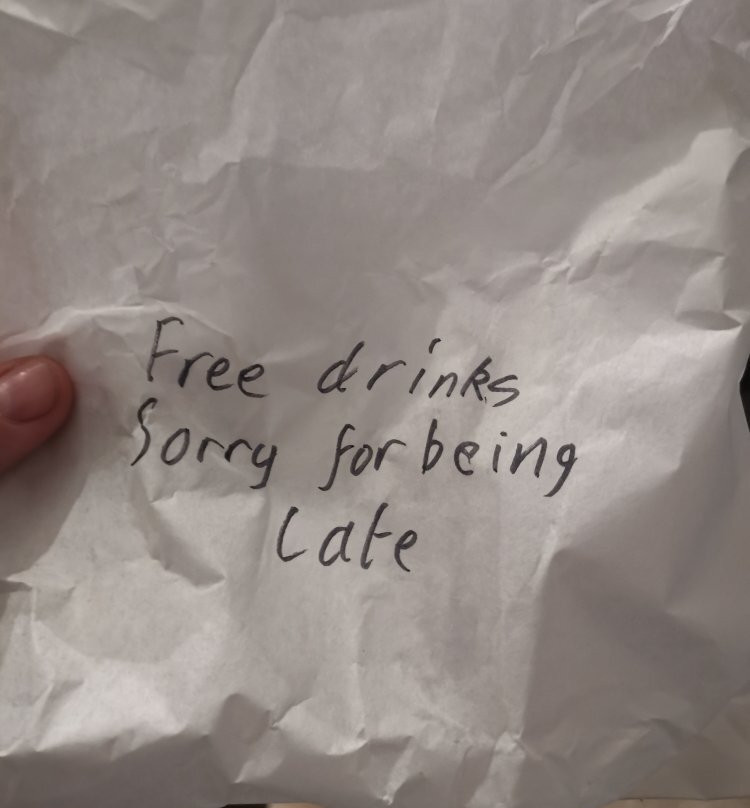 Free drinks
Sorry for being
Late